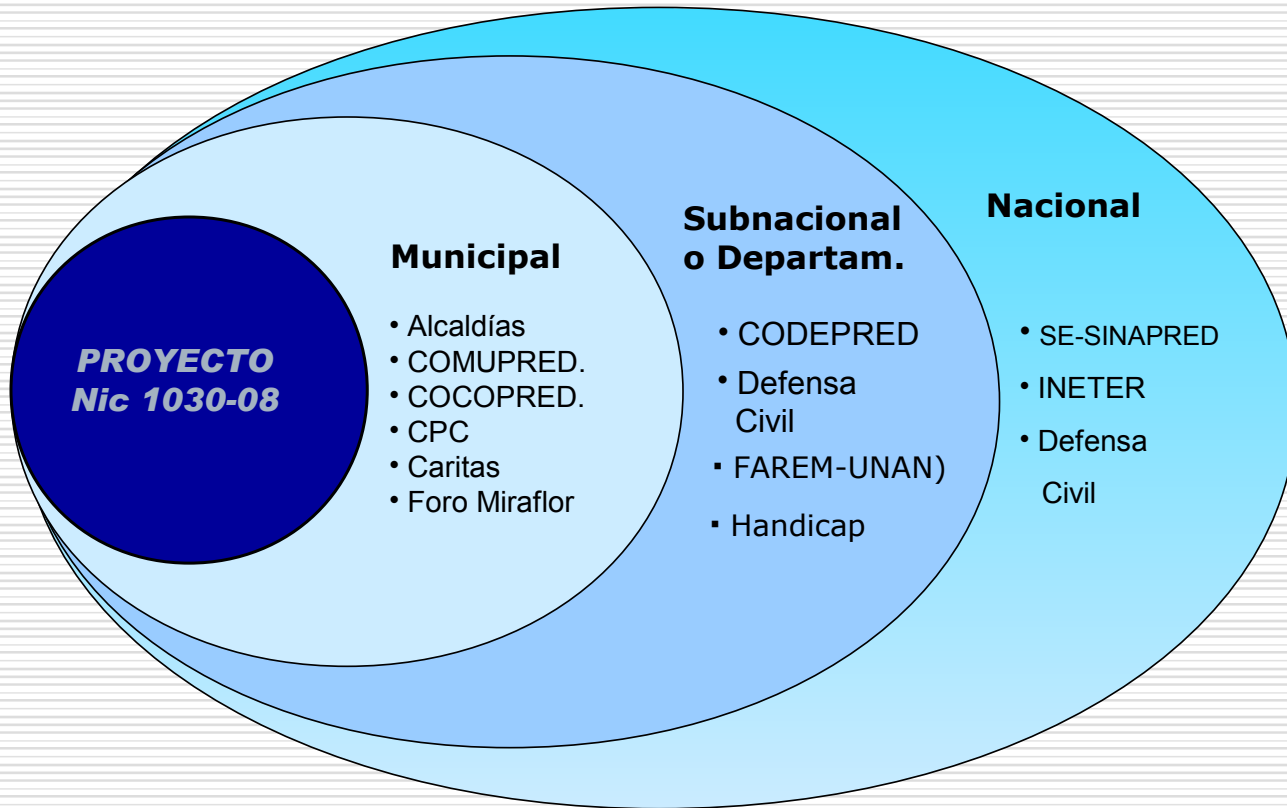 PROYECTO
Nic 1030-08
Municipal
• Alcaldías
• COMUPRED.
• COCOPRED.
• CPC
• Caritas
• Foro Miraflor
Subnacional
o Departam.
• CODEPRED
• Defensa
Civil
▪ FAREM-UNAN)
▪ Handicap
Nacional
• SE-SINAPRED
• INETER
• Defensa
Civil